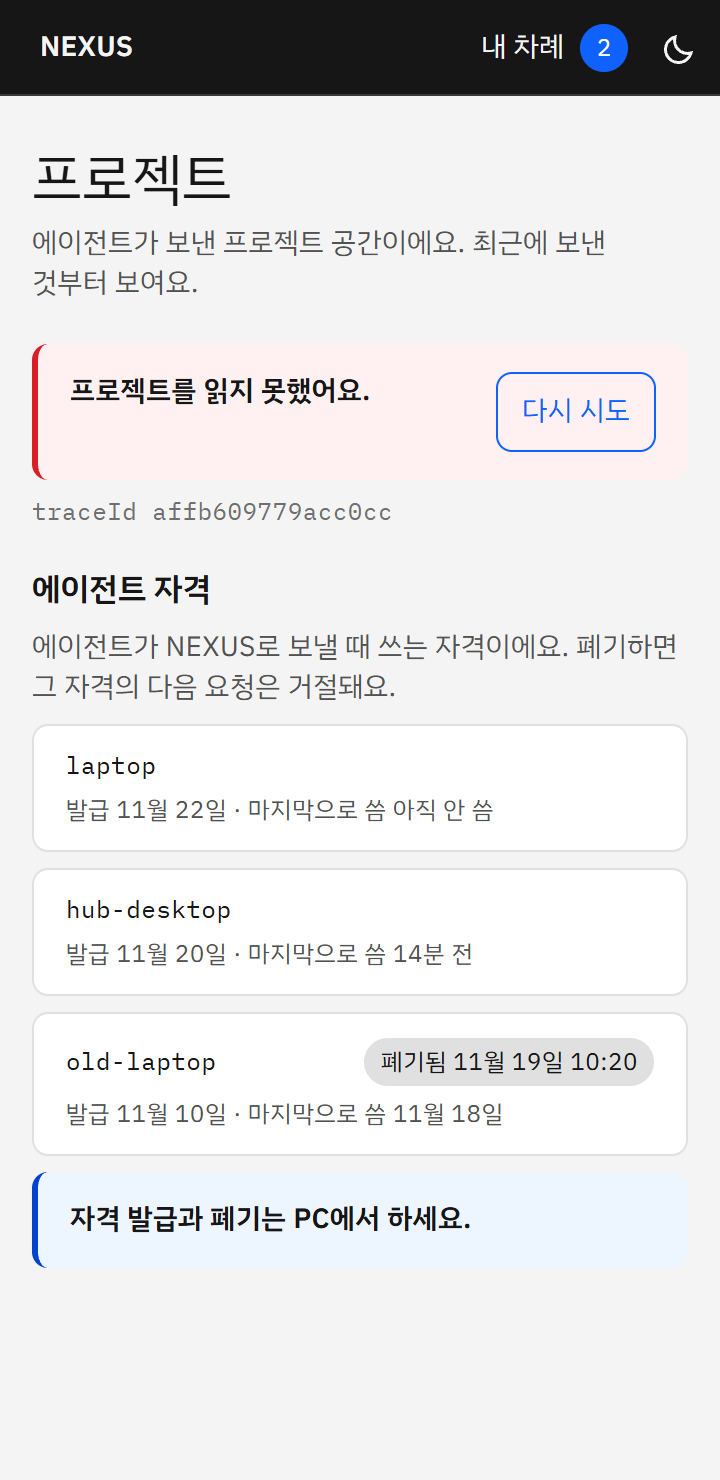 NEXUS
내 차례 2
프로젝트
에이전트가 보낸 프로젝트 공간이에요. 최근에 보낸
것부터 보여요.
프로젝트를 읽지 못했어요.
다시 시도
traceId affb609779acc0cc
에이전트 자격
에이전트가 NEXUS로 보낼 때 쓰는 자격이에요. 폐기하면
그 자격의 다음 요청은 거절돼요.
laptop
발급 11월 22일 · 마지막으로 씀 아직 안 씀
hub-desktop
발급 11월 20일 · 마지막으로 씀 14분 전
old-laptop
폐기됨 11월 19일 10:20
발급 11월 10일 · 마지막으로 씀 11월 18일
자격 발급과 폐기는 PC에서 하세요.